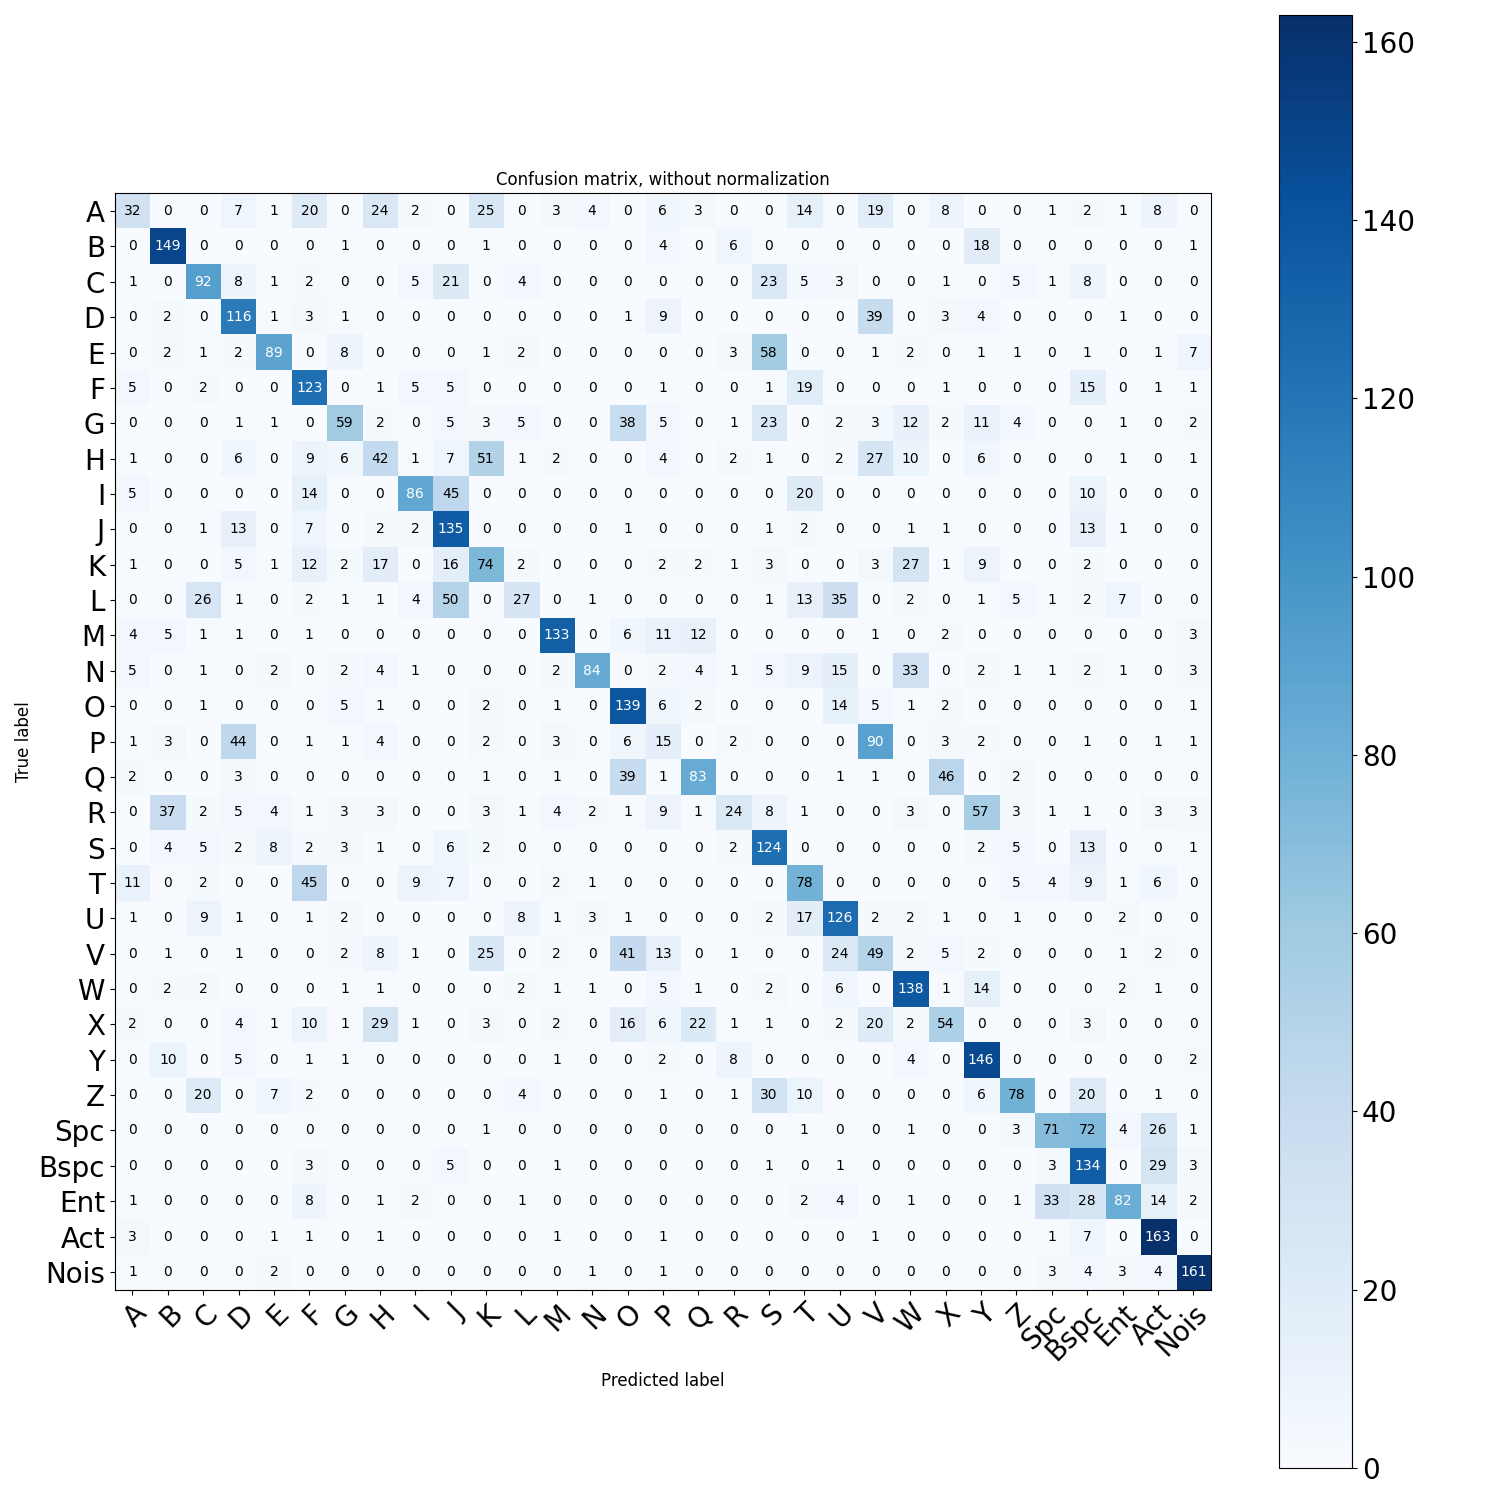 Confusion matrix, without normalization
A 32 0 0 7 1 20 0 24 2 0 25 0 3 4 0 6 3 0 0 14 0 19 0 8 0 0 1 2 1 8 0
B 0 149 0 0 0 0 1 0 0 0 1 0 0 0 0 4 0 6 0 0 0 0 0 0 18 0 0 0 0 0 1
C 1 0 92 8 1 2 0 0 5 21 0 4 0 0 0 0 0 0 23 5 3 0 0 1 0 5 1 8 0 0 0
D 0 2 0 116 1 3 1 0 0 0 0 0 0 0 1 9 0 0 0 0 0 39 0 3 4 0 0 0 1 0 0
E 0 2 1 2 89 0 8 0 0 0 1 2 0 0 0 0 0 3 58 0 0 1 2 0 1 1 0 1 0 1 7
F 5 0 2 0 0 123 0 1 5 5 0 0 0 0 0 1 0 0 1 19 0 0 0 1 0 0 0 15 0 1 1
G 0 0 0 1 1 0 59 2 0 5 3 5 0 0 38 5 0 1 23 0 2 3 12 2 11 4 0 0 1 0 2
H 1 0 0 6 0 9 6 42 1 7 51 1 2 0 0 4 0 2 1 0 2 27 10 0 6 0 0 0 1 0 1
I 5 0 0 0 0 14 0 0 86 45 0 0 0 0 0 0 0 0 0 20 0 0 0 0 0 0 0 10 0 0 0
J 0 0 1 13 0 7 0 2 2 135 0 0 0 0 1 0 0 0 1 2 0 0 1 1 0 0 0 13 1 0 0
K 1 0 0 5 1 12 2 17 0 16 74 2 0 0 0 2 2 1 3 0 0 3 27 1 9 0 0 2 0 0 0
L 0 0 26 1 0 2 1 1 4 50 0 27 0 1 0 0 0 0 1 13 35 0 2 0 1 5 1 2 7 0 0
M 4 5 1 1 0 1 0 0 0 0 0 0 133 0 6 11 12 0 0 0 0 1 0 2 0 0 0 0 0 0 3
N 5 0 1 0 2 0 2 4 1 0 0 0 2 84 0 2 4 1 5 9 15 0 33 0 2 1 1 2 1 0 3
O 0 0 1 0 0 0 5 1 0 0 2 0 1 0 139 6 2 0 0 0 14 5 1 2 0 0 0 0 0 0 1
P 1 3 0 44 0 1 1 4 0 0 2 0 3 0 6 15 0 2 0 0 0 90 0 3 2 0 0 1 0 1 1
Q 2 0 0 3 0 0 0 0 0 0 1 0 1 0 39 1 83 0 0 0 1 1 0 46 0 2 0 0 0 0 0
R 0 37 2 5 4 1 3 3 0 0 3 1 4 2 1 9 1 24 8 1 0 0 3 0 57 3 1 1 0 3 3
S 0 4 5 2 8 2 3 1 0 6 2 0 0 0 0 0 0 2 124 0 0 0 0 0 2 5 0 13 0 0 1
T 11 0 2 0 0 45 0 0 9 7 0 0 2 1 0 0 0 0 0 78 0 0 0 0 0 5 4 9 1 6 0
U 1 0 9 1 0 1 2 0 0 0 0 8 1 3 1 0 0 0 2 17 126 2 2 1 0 1 0 0 2 0 0
V 0 1 0 1 0 0 2 8 1 0 25 0 2 0 41 13 0 1 0 0 24 49 2 5 2 0 0 0 1 2 0
W 0 2 2 0 0 0 1 1 0 0 0 2 1 1 0 5 1 0 2 0 6 0 138 1 14 0 0 0 2 1 0
X 2 0 0 4 1 10 1 29 1 0 3 0 2 0 16 6 22 1 1 0 2 20 2 54 0 0 0 3 0 0 0
Y 0 10 0 5 0 1 1 0 0 0 0 0 1 0 0 2 0 8 0 0 0 0 4 0 146 0 0 0 0 0 2
Z 0 0 20 0 7 2 0 0 0 0 0 4 0 0 0 1 0 1 30 10 0 0 0 0 6 78 0 20 0 1 0
Spc 0 0 0 0 0 0 0 0 0 0 1 0 0 0 0 0 0 0 0 1 0 0 1 0 0 3 71 72 4 26 1
Bspc 0 0 0 0 0 3 0 0 0 5 0 0 1 0 0 0 0 0 1 0 1 0 0 0 0 0 3 134 0 29 3
Ent 1 0 0 0 0 8 0 1 2 0 0 1 0 0 0 0 0 0 0 2 4 0 1 0 0 1 33 28 82 14 2
Act 3 0 0 0 1 1 0 1 0 0 0 0 1 0 0 1 0 0 0 0 0 1 0 0 0 0 1 7 0 163 0
Nois 1 0 0 0 2 0 0 0 0 0 0 0 0 1 0 1 0 0 0 0 0 0 0 0 0 0 3 4 3 4 161
A B C D E F G H I J K L M N O P Q R S T U V W X Y Z Spc Bspc Ent Act Nois
Predicted label
True label
160
140
120
100
80
60
40
20
0